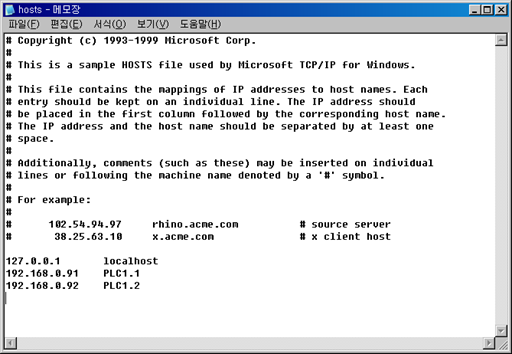 hosts - 메모장
파일(F) 편집(E) 서식(O) 보기(V) 도움말(H)
# Copyright (c) 1993-1999 Microsoft Corp.
#
# This is a sample HOSTS file used by Microsoft TCP/IP for Windows.
#
# This file contains the mappings of IP addresses to host names. Each
# entry should be kept on an individual line. The IP address should
# be placed in the first column followed by the corresponding host name.
# The IP address and the host name should be separated by at least one
# space.
#
# Additionally, comments (such as these) may be inserted on individual
# lines or following the machine name denoted by a '#' symbol.
#
# For example:
#
#      102.54.94.97     rhino.acme.com          # source server
#       38.25.63.10     x.acme.com              # x client host
127.0.0.1       localhost
192.168.0.91    PLC1.1
192.168.0.92    PLC1.2